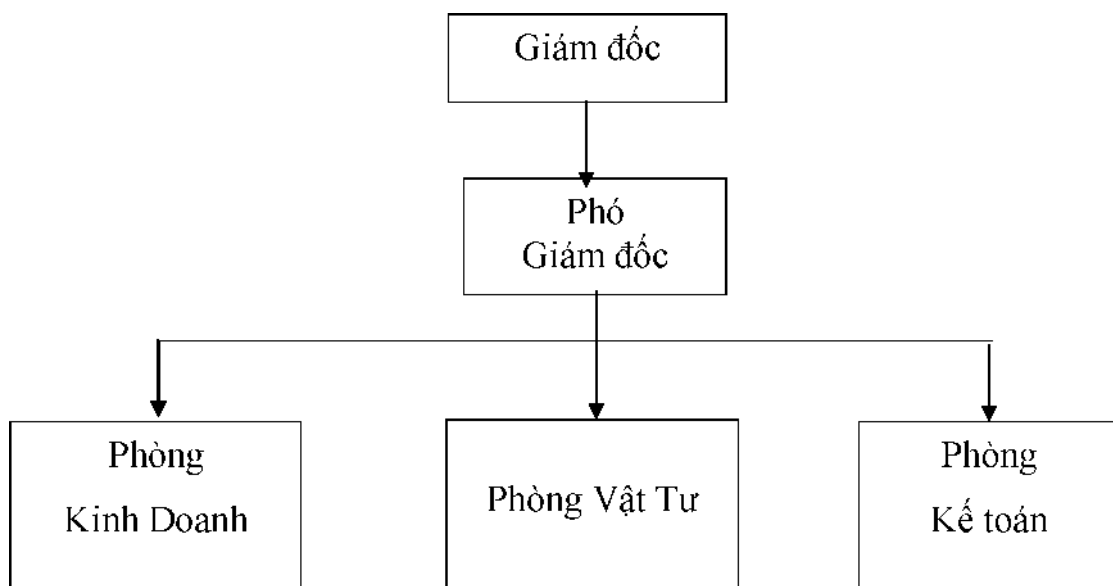 Giám đốc
Phó
Giám đốc
Phòng
Kinh Doanh
Phòng Vật Tư
Phòng
Kế toán